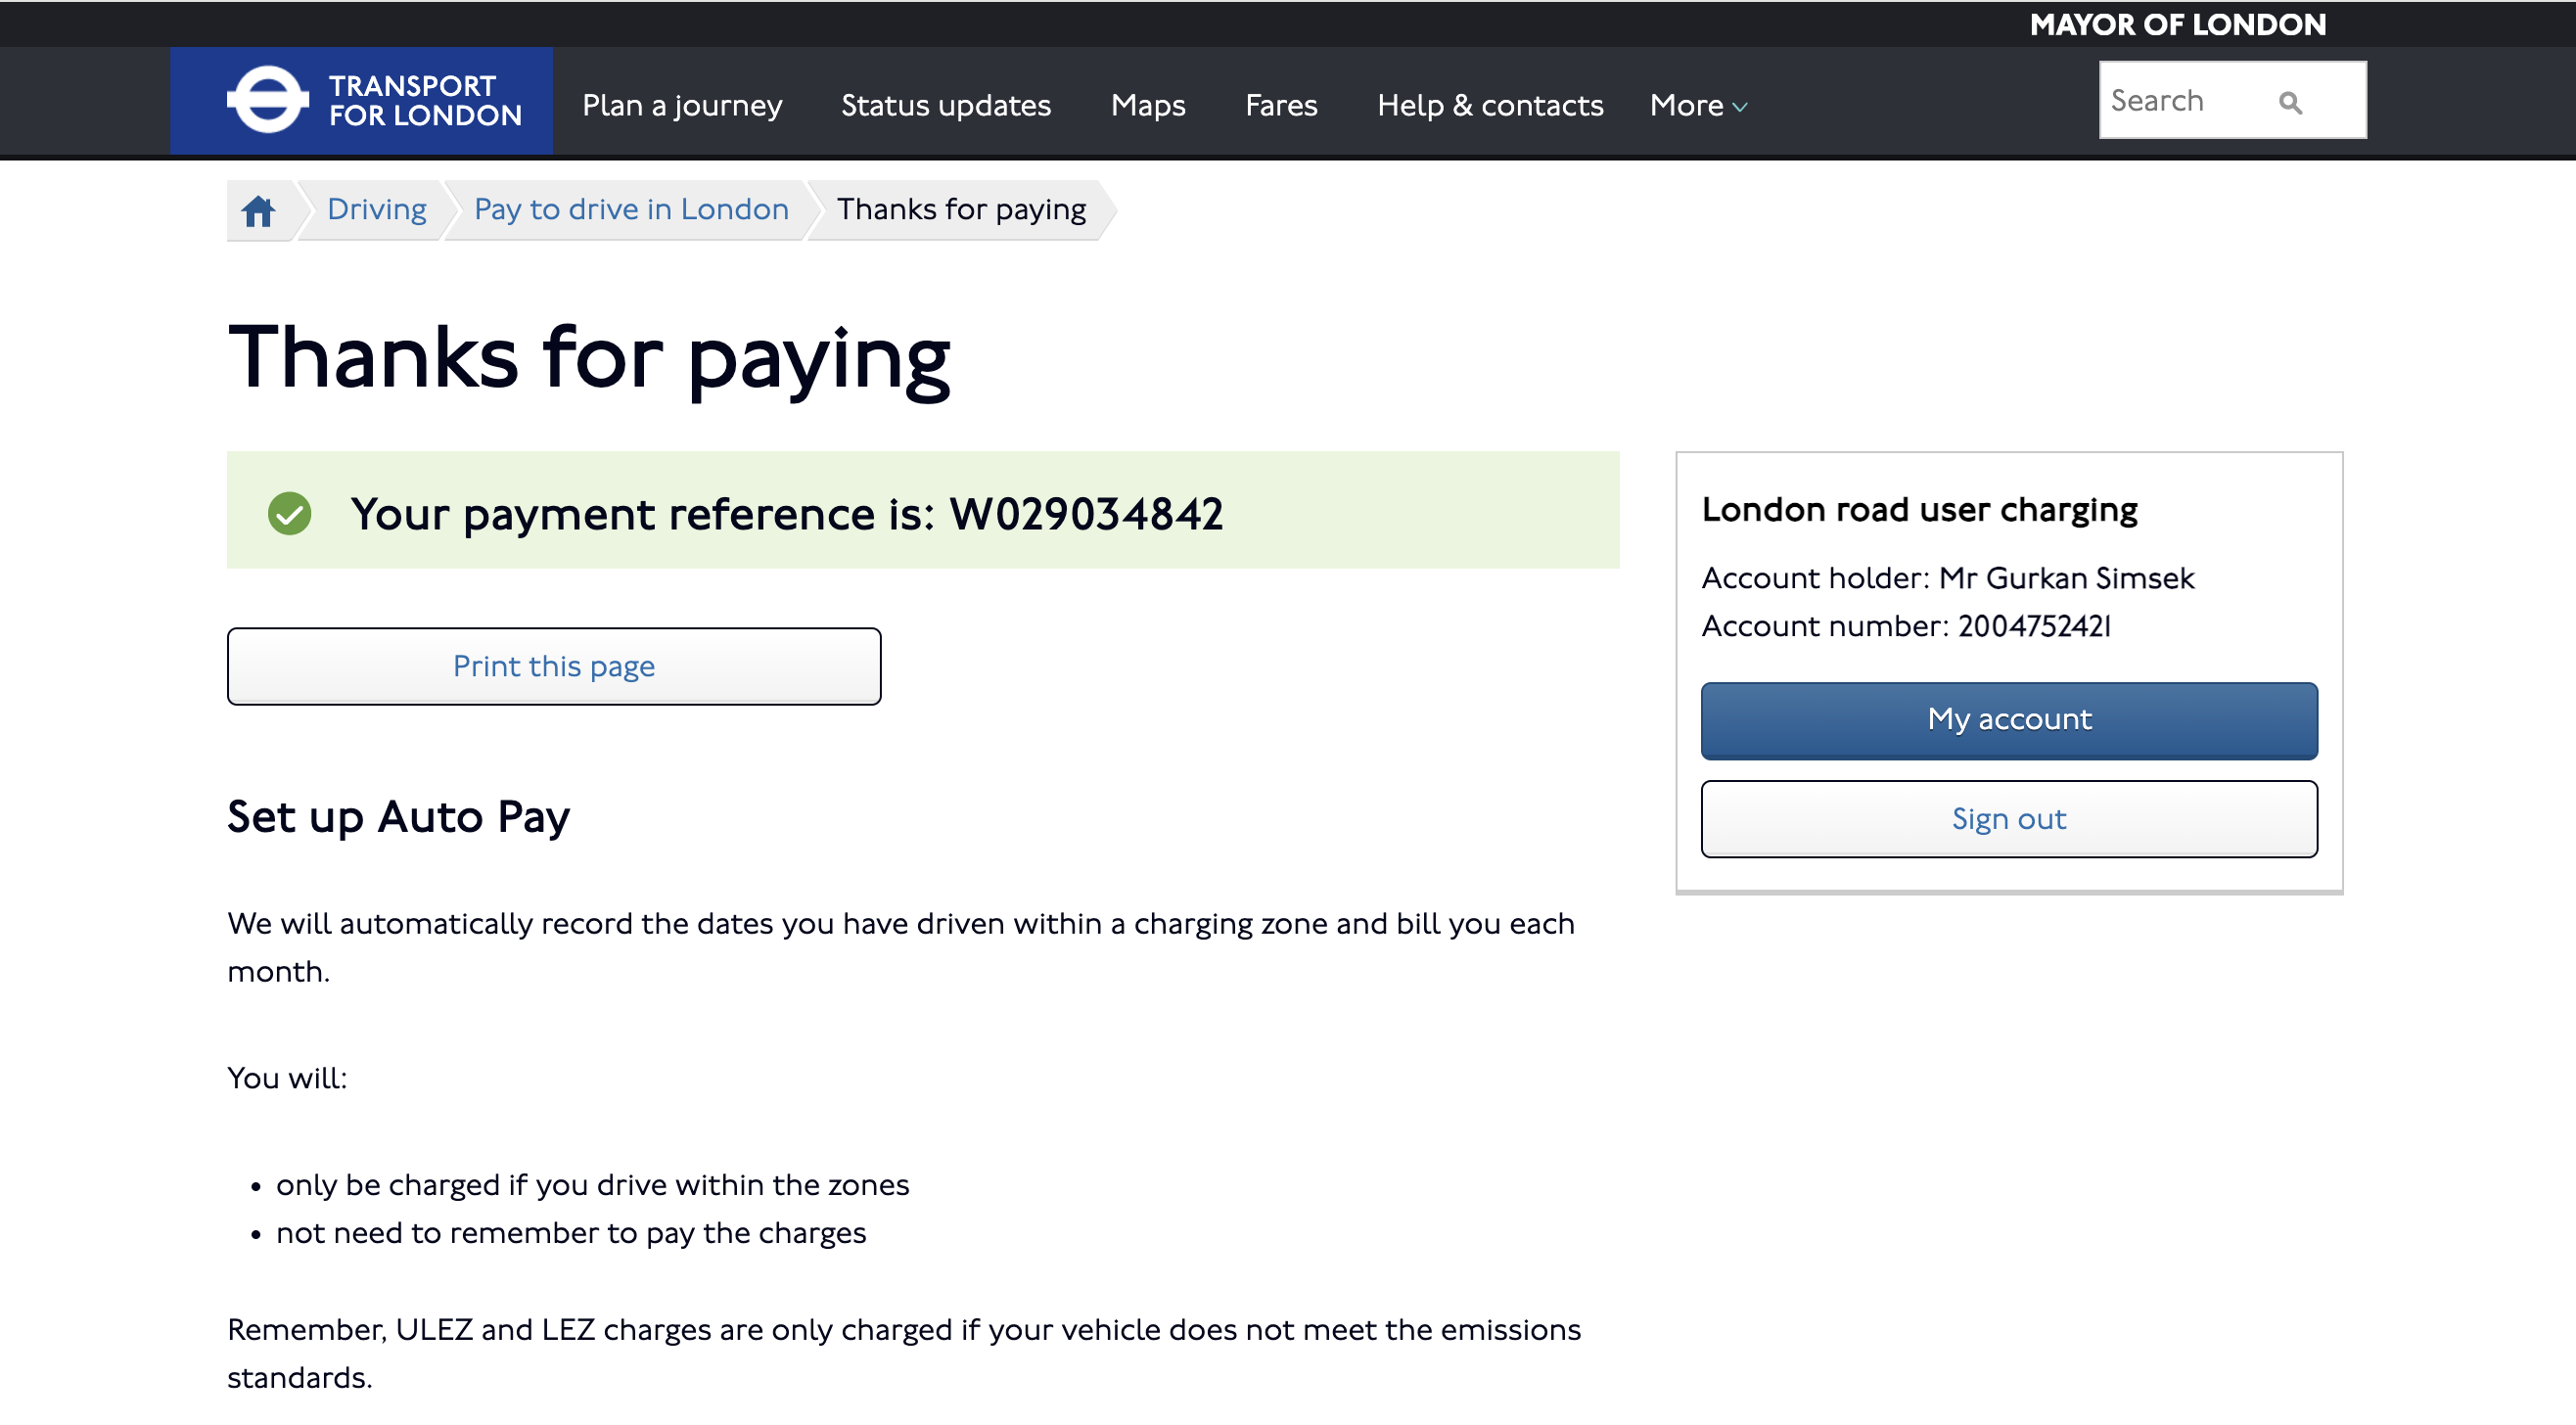 MAYOR OF LONDON
TRANSPORT
FOR LONDON
Plan a journey
Status updates
Maps
Fares
Help & contacts
More
Search
Driving
Pay to drive in London
Thanks for paying
Thanks for paying
Your payment reference is: W029034842
London road user charging
Account holder: Mr Gurkan Simsek
Account number: 2004752421
My account
Sign out
Print this page
Set up Auto Pay
We will automatically record the dates you have driven within a charging zone and bill you each
month.
You will:
• only be charged if you drive within the zones
• not need to remember to pay the charges
Remember, ULEZ and LEZ charges are only charged if your vehicle does not meet the emissions
standards.